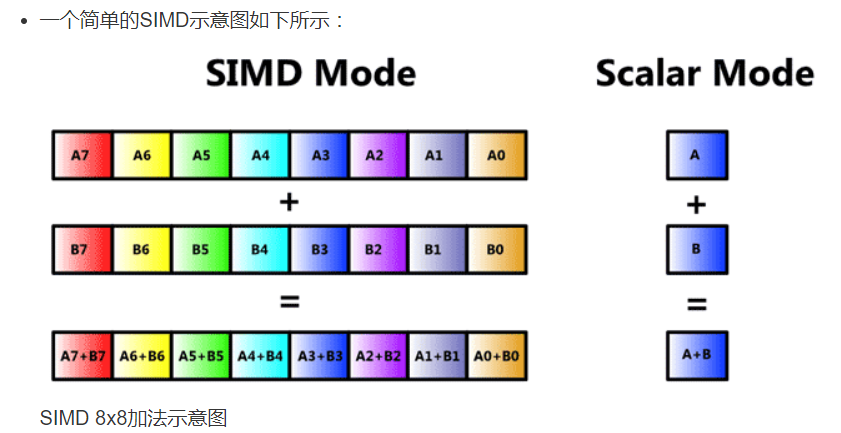 一个简单的SIMD示意图如下所示：
SIMD Mode
Scalar Mode
A7 A6 A5 A4 A3 A2 A1 A0
A
+
+
B7 B6 B5 B4 B3 B2 B1 B0
B
=
=
A7+B7 A6+B6 A5+B5 A4+B4 A3+B3 A2+B2 A1+B1 A0+B0
A+B
SIMD 8x8加法示意图